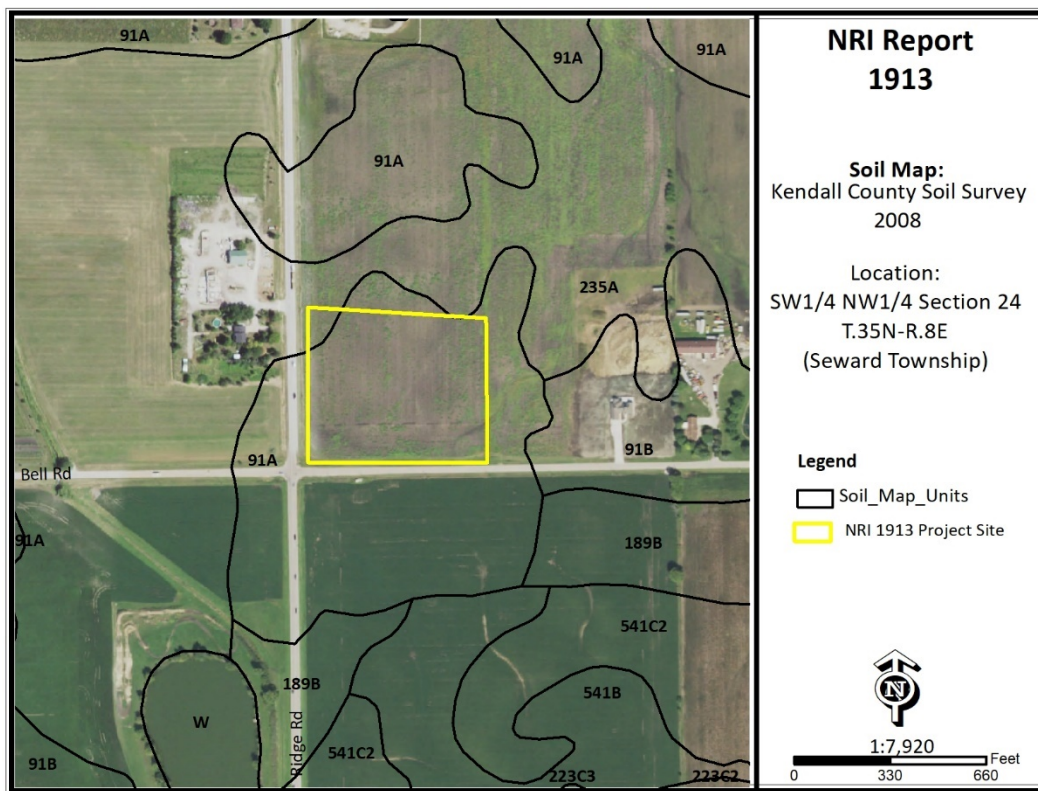 91A
91A
91A
91A
235A
91A
91B
Bell Rd
91A
189B
541C2
189B
541B
W
Ridge Rd
541C2
91B
223C3
223C2
NRI Report
1913
Soil Map:
Kendall County Soil Survey
2008
Location:
SW1/4 NW1/4 Section 24
T.35N-R.8E
(Seward Township)
Legend
Soil_Map_Units
NRI 1913 Project Site
N
1:7,920
Feet
0 330 660